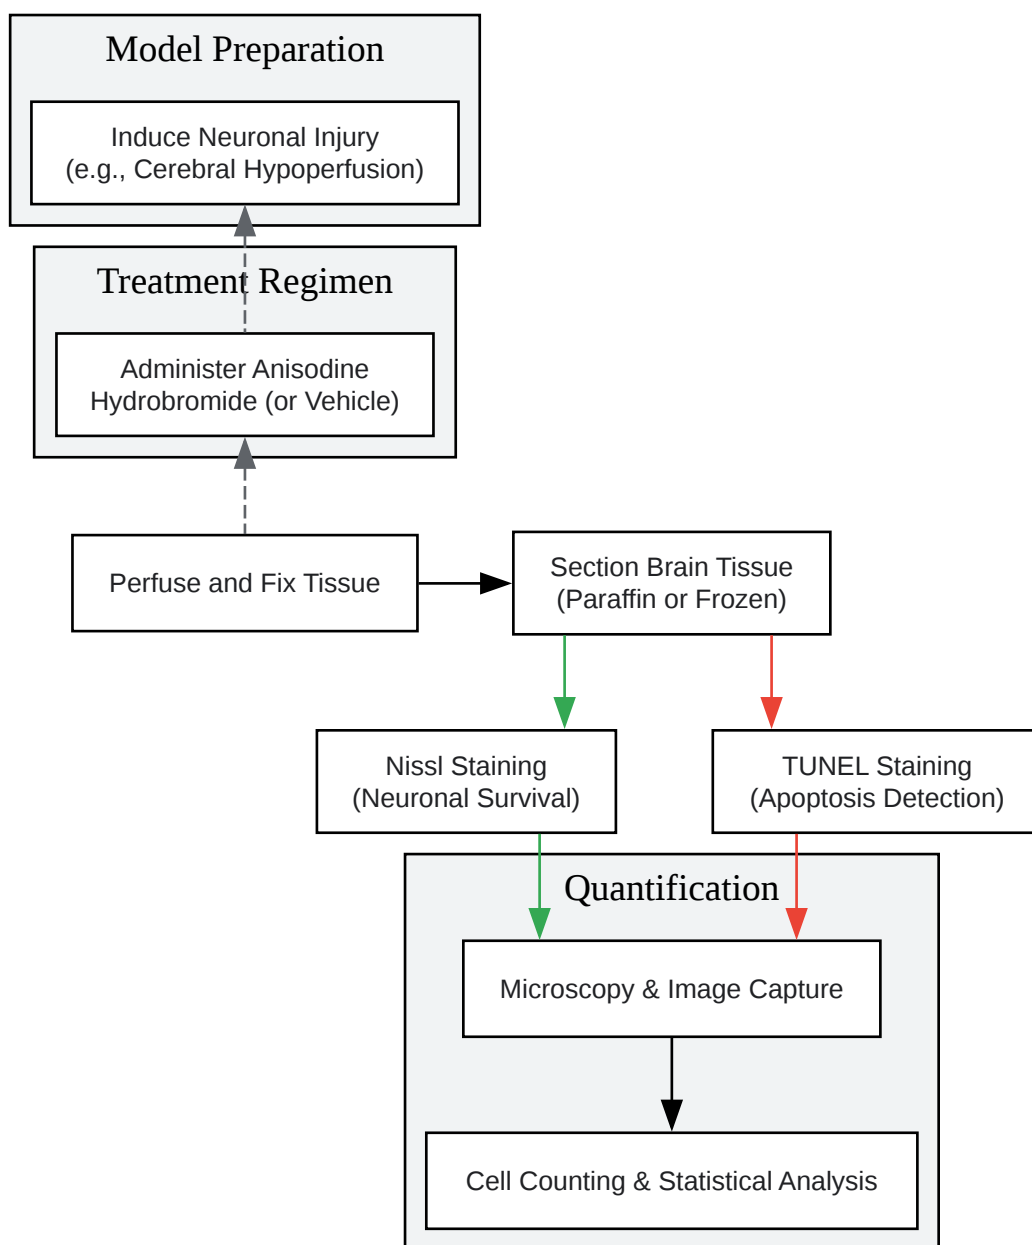 Model Preparation
Induce Neuronal Injury
(e.g., Cerebral Hypoperfusion)
Treatment Regimen
Administer Anisodine
Hydrobromide (or Vehicle)
Perfuse and Fix Tissue
Section Brain Tissue
(Paraffin or Frozen)
Nissl Staining
(Neuronal Survival)
TUNEL Staining
(Apoptosis Detection)
Quantification
Microscopy & Image Capture
Cell Counting & Statistical Analysis